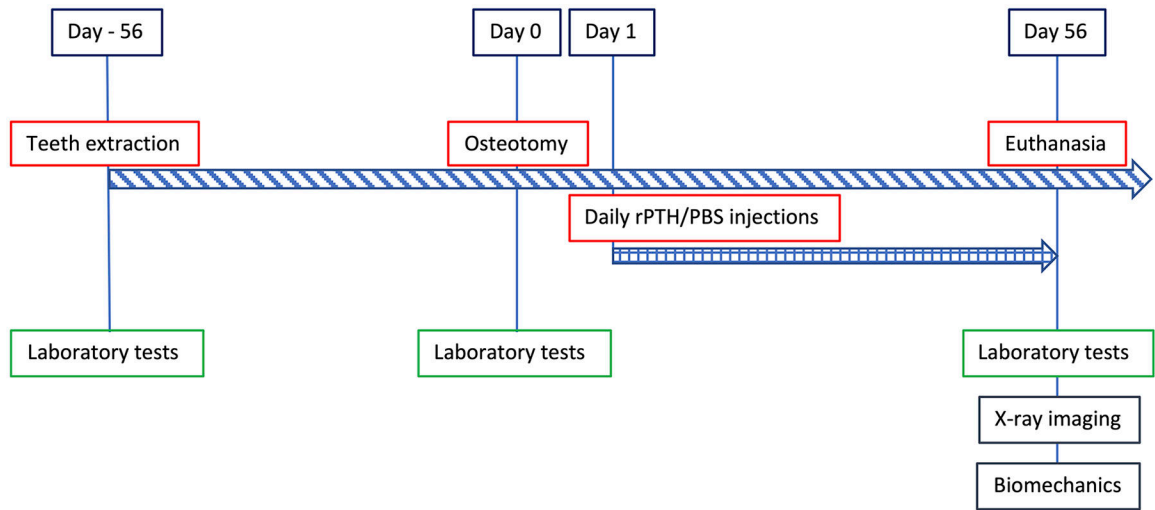 Day - 56
Day 0
Day 1
Day 56
Teeth extraction
Osteotomy
Euthanasia
Daily rPTH/PBS injections
Laboratory tests
Laboratory tests
Laboratory tests
X-ray imaging
Biomechanics